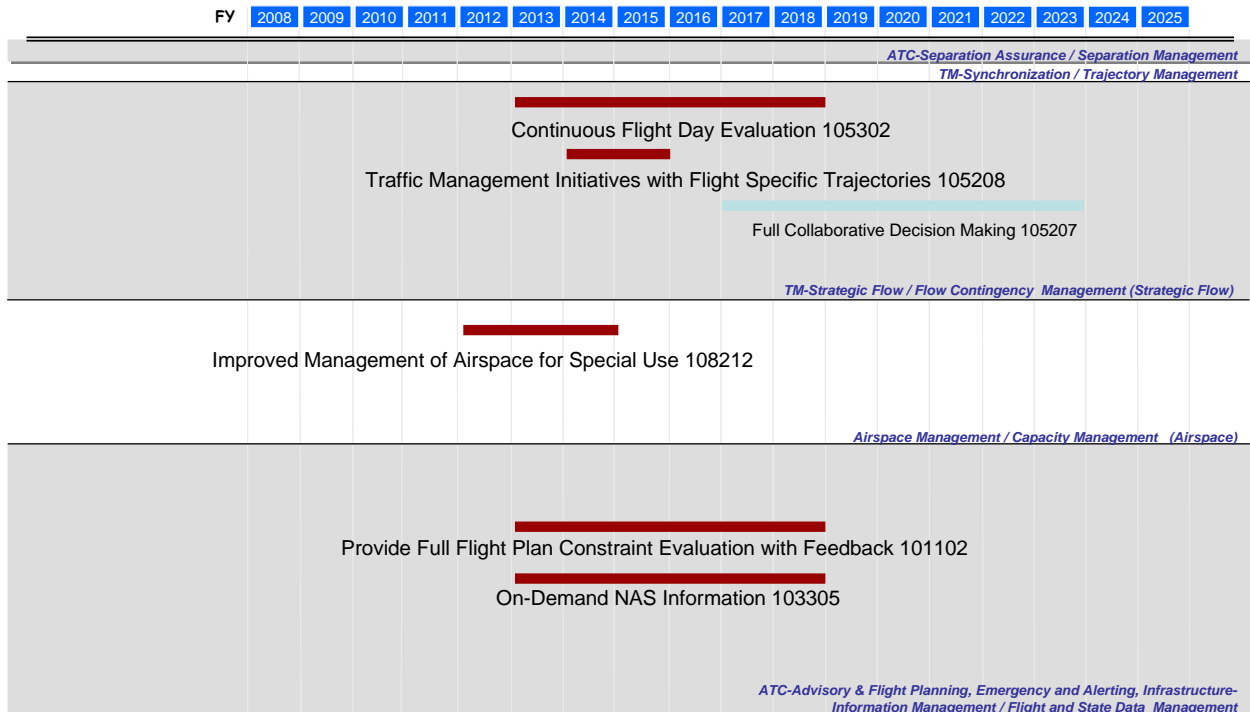 FY 2008 2009 2010 2011 2012 2013 2014 2015 2016 2017 2018 2019 2020 2021 2022 2023 2024 2025
ATC-Separation Assurance / Separation Management
TM-Synchronization / Trajectory Management
Continuous Flight Day Evaluation 105302
Traffic Management Initiatives with Flight Specific Trajectories 105208
Full Collaborative Decision Making 105207
TM-Strategic Flow / Flow Contingency Management (Strategic Flow)
Improved Management of Airspace for Special Use 108212
Airspace Management / Capacity Management (Airspace)
Provide Full Flight Plan Constraint Evaluation with Feedback 101102
On-Demand NAS Information 103305
ATC-Advisory & Flight Planning, Emergency and Alerting, Infrastructure-
Information Management / Flight and State Data Management